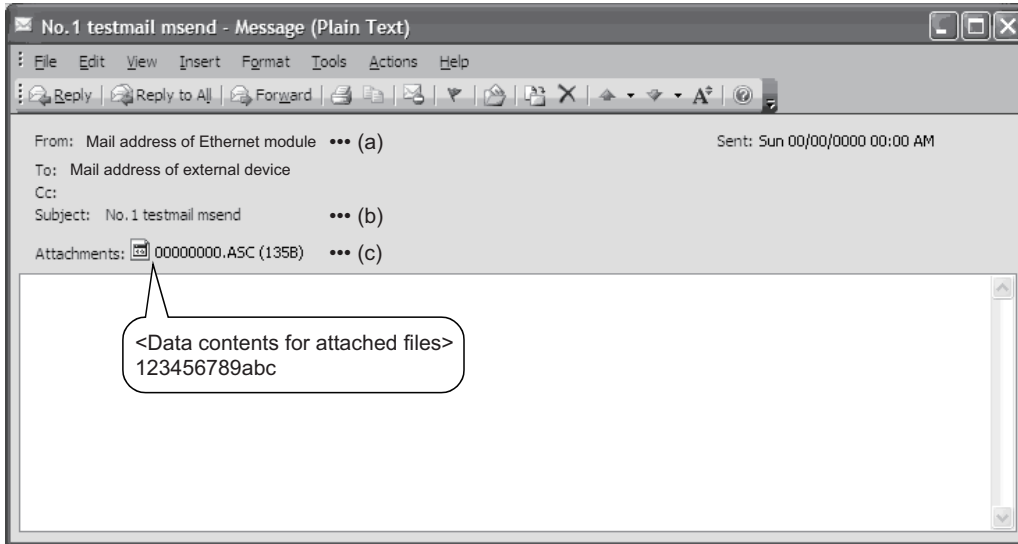 No.1 testmail msend - Message (Plain Text)
File Edit View Insert Format Tools Actions Help
Reply Reply to All Forward A
From: Mail address of Ethernet module ••• (a) Sent: Sun 00/00/0000 00:00 AM
To: Mail address of external device
Cc:
Subject: No.1 testmail msend ••• (b)
Attachments: 00000000.ASC (135B) ••• (c)
<Data contents for attached files>
123456789abc